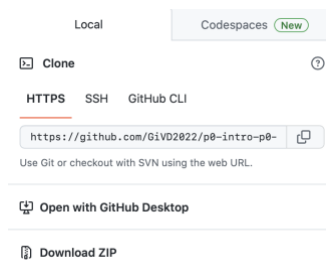 Local Codespaces New
Clone
HTTPS SSH GitHub CLI
https://github.com/GiVD2022/p0-intro-p0-
Use Git or checkout with SVN using the web URL.
Open with GitHub Desktop
Download ZIP